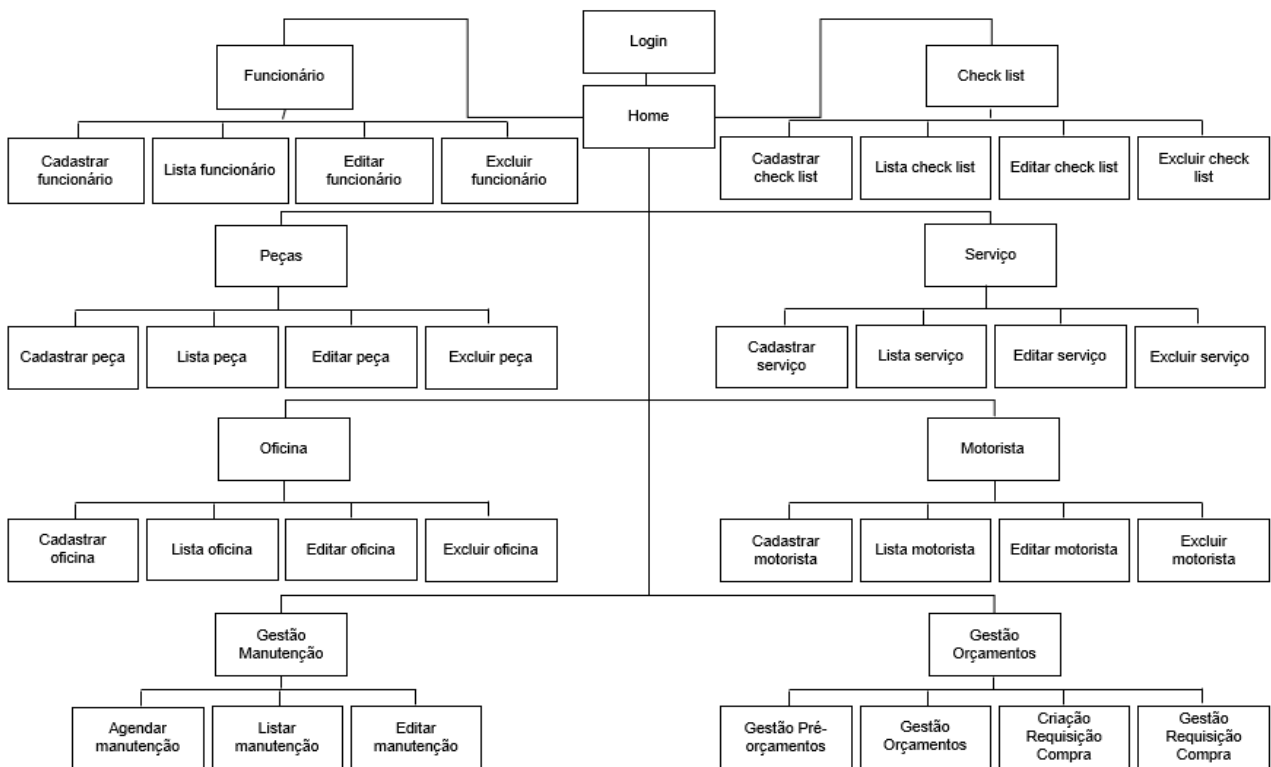 Login
Home
Funcionário
Cadastrar
funcionário
Lista funcionário
Editar
funcionário
Excluir
funcionário
Check list
Cadastrar
check list
Lista check list
Editar check list
Excluir check
list
Peças
Cadastrar peça
Lista peça
Editar peça
Excluir peça
Serviço
Cadastrar
serviço
Lista serviço
Editar serviço
Excluir serviço
Oficina
Cadastrar
oficina
Lista oficina
Editar oficina
Excluir oficina
Motorista
Cadastrar
motorista
Lista motorista
Editar motorista
Excluir
motorista
Gestão
Manutenção
Agendar
manutenção
Listar
manutenção
Editar
manutenção
Gestão
Orçamentos
Gestão Pré-
orçamentos
Gestão
Orçamentos
Criação
Requisição
Compra
Gestão
Requisição
Compra